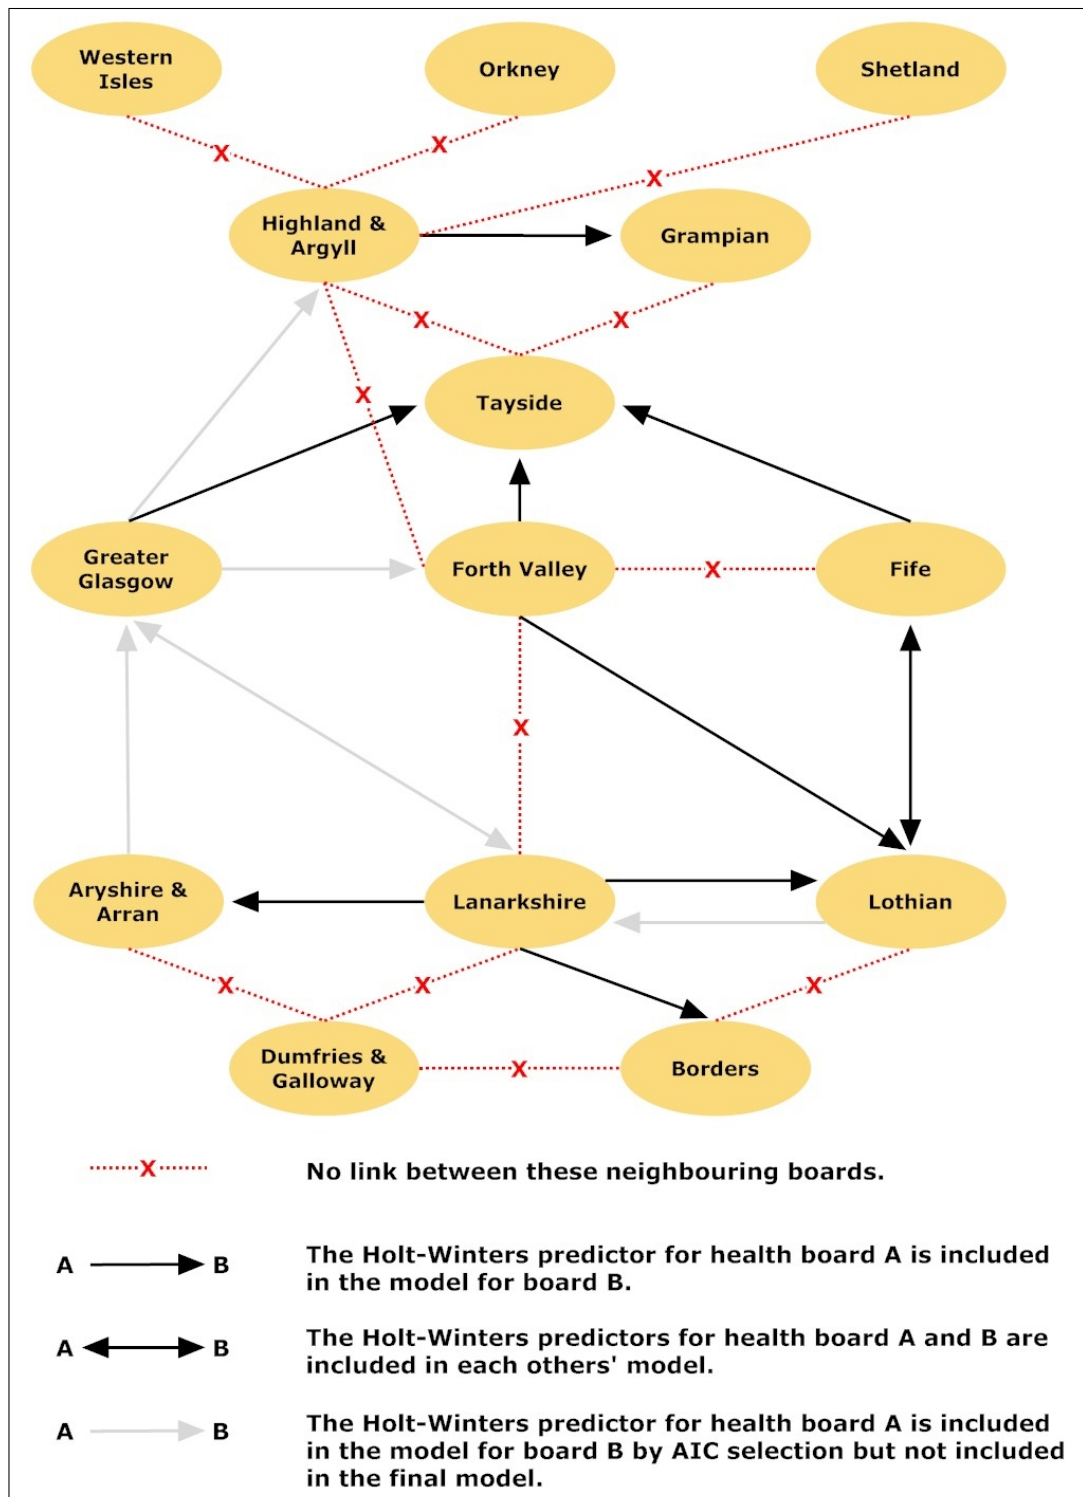 Western
Isles
Orkney
Shetland
X
X
X
Highland &
Argyll
Grampian
X
X
X
Tayside
Greater
Glasgow
Forth Valley
X
Fife
X
Aryshire &
Arran
Lanarkshire
Lothian
X
X
X
Dumfries &
Galloway
X
Borders
X
No link between these neighbouring boards.
A
B
The Holt-Winters predictor for health board A is included
in the model for board B.
A
B
The Holt-Winters predictors for health board A and B are
included in each others' model.
A
B
The Holt-Winters predictor for health board A is included
in the model for board B by AIC selection but not included
in the final model.